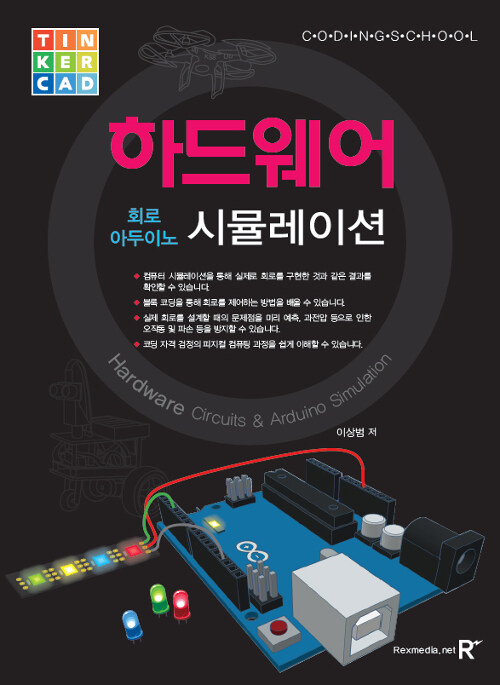 TIN
KER
CAD
C•O•D•I•N•G•S•C•H•O•O•L
하드웨어
회로
아두이노 시뮬레이션
◆ 컴퓨터 시뮬레이션을 통해 실제로 회로를 구현한 것과 같은 결과를
확인할 수 있습니다.
◆ 블록 코딩을 통해 회로를 제어하는 방법을 배울 수 있습니다.
◆ 실제 회로를 설계할 때의 문제점을 미리 예측, 과전압 등으로 인한
오작동 및 파손 등을 방지할 수 있습니다.
◆ 코딩 자격 검정의 피지컬 컴퓨팅 과정을 쉽게 이해할 수 있습니다.
Hardware Circuits & Arduino Simulation
이상범 저
Rexmedia.net R